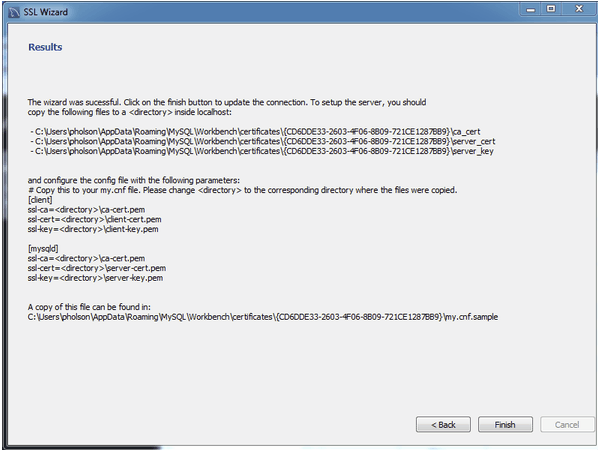 SSL Wizard
Results
The wizard was sucessful. Click on the finish button to update the connection. To setup the server, you should
copy the following files to a <directory> inside localhost:
- C:\Users\pholson\AppData\Roaming\MySQL\Workbench\certificates\{CD6DDE33-2603-4F06-8B09-721CE1287BB9}\ca_cert
- C:\Users\pholson\AppData\Roaming\MySQL\Workbench\certificates\{CD6DDE33-2603-4F06-8B09-721CE1287BB9}\server_cert
- C:\Users\pholson\AppData\Roaming\MySQL\Workbench\certificates\{CD6DDE33-2603-4F06-8B09-721CE1287BB9}\server_key
and configure the config file with the following parameters:
# Copy this to your my.cnf file. Please change <directory> to the corresponding directory where the files were copied.
[client]
ssl-ca=<directory>\ca-cert.pem
ssl-cert=<directory>\client-cert.pem
ssl-key=<directory>\client-key.pem
[mysqld]
ssl-ca=<directory>\ca-cert.pem
ssl-cert=<directory>\server-cert.pem
ssl-key=<directory>\server-key.pem
A copy of this file can be found in:
C:\Users\pholson\AppData\Roaming\MySQL\Workbench\certificates\{CD6DDE33-2603-4F06-8B09-721CE1287BB9}\my.cnf.sample
< Back Finish Cancel